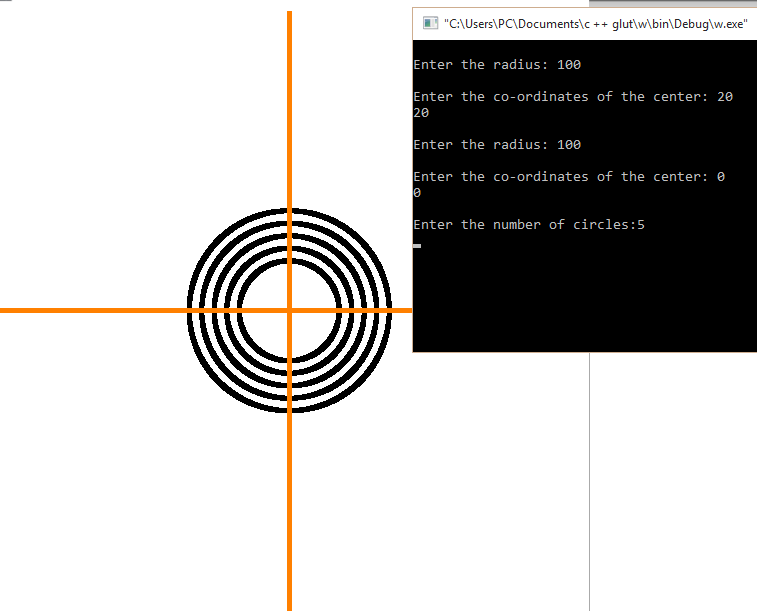 "C:\Users\PC\Documents\c ++ glut\w\bin\Debug\w.exe"
Enter the radius: 100
Enter the co-ordinates of the center: 20
20
Enter the radius: 100
Enter the co-ordinates of the center: 0
0
Enter the number of circles:5